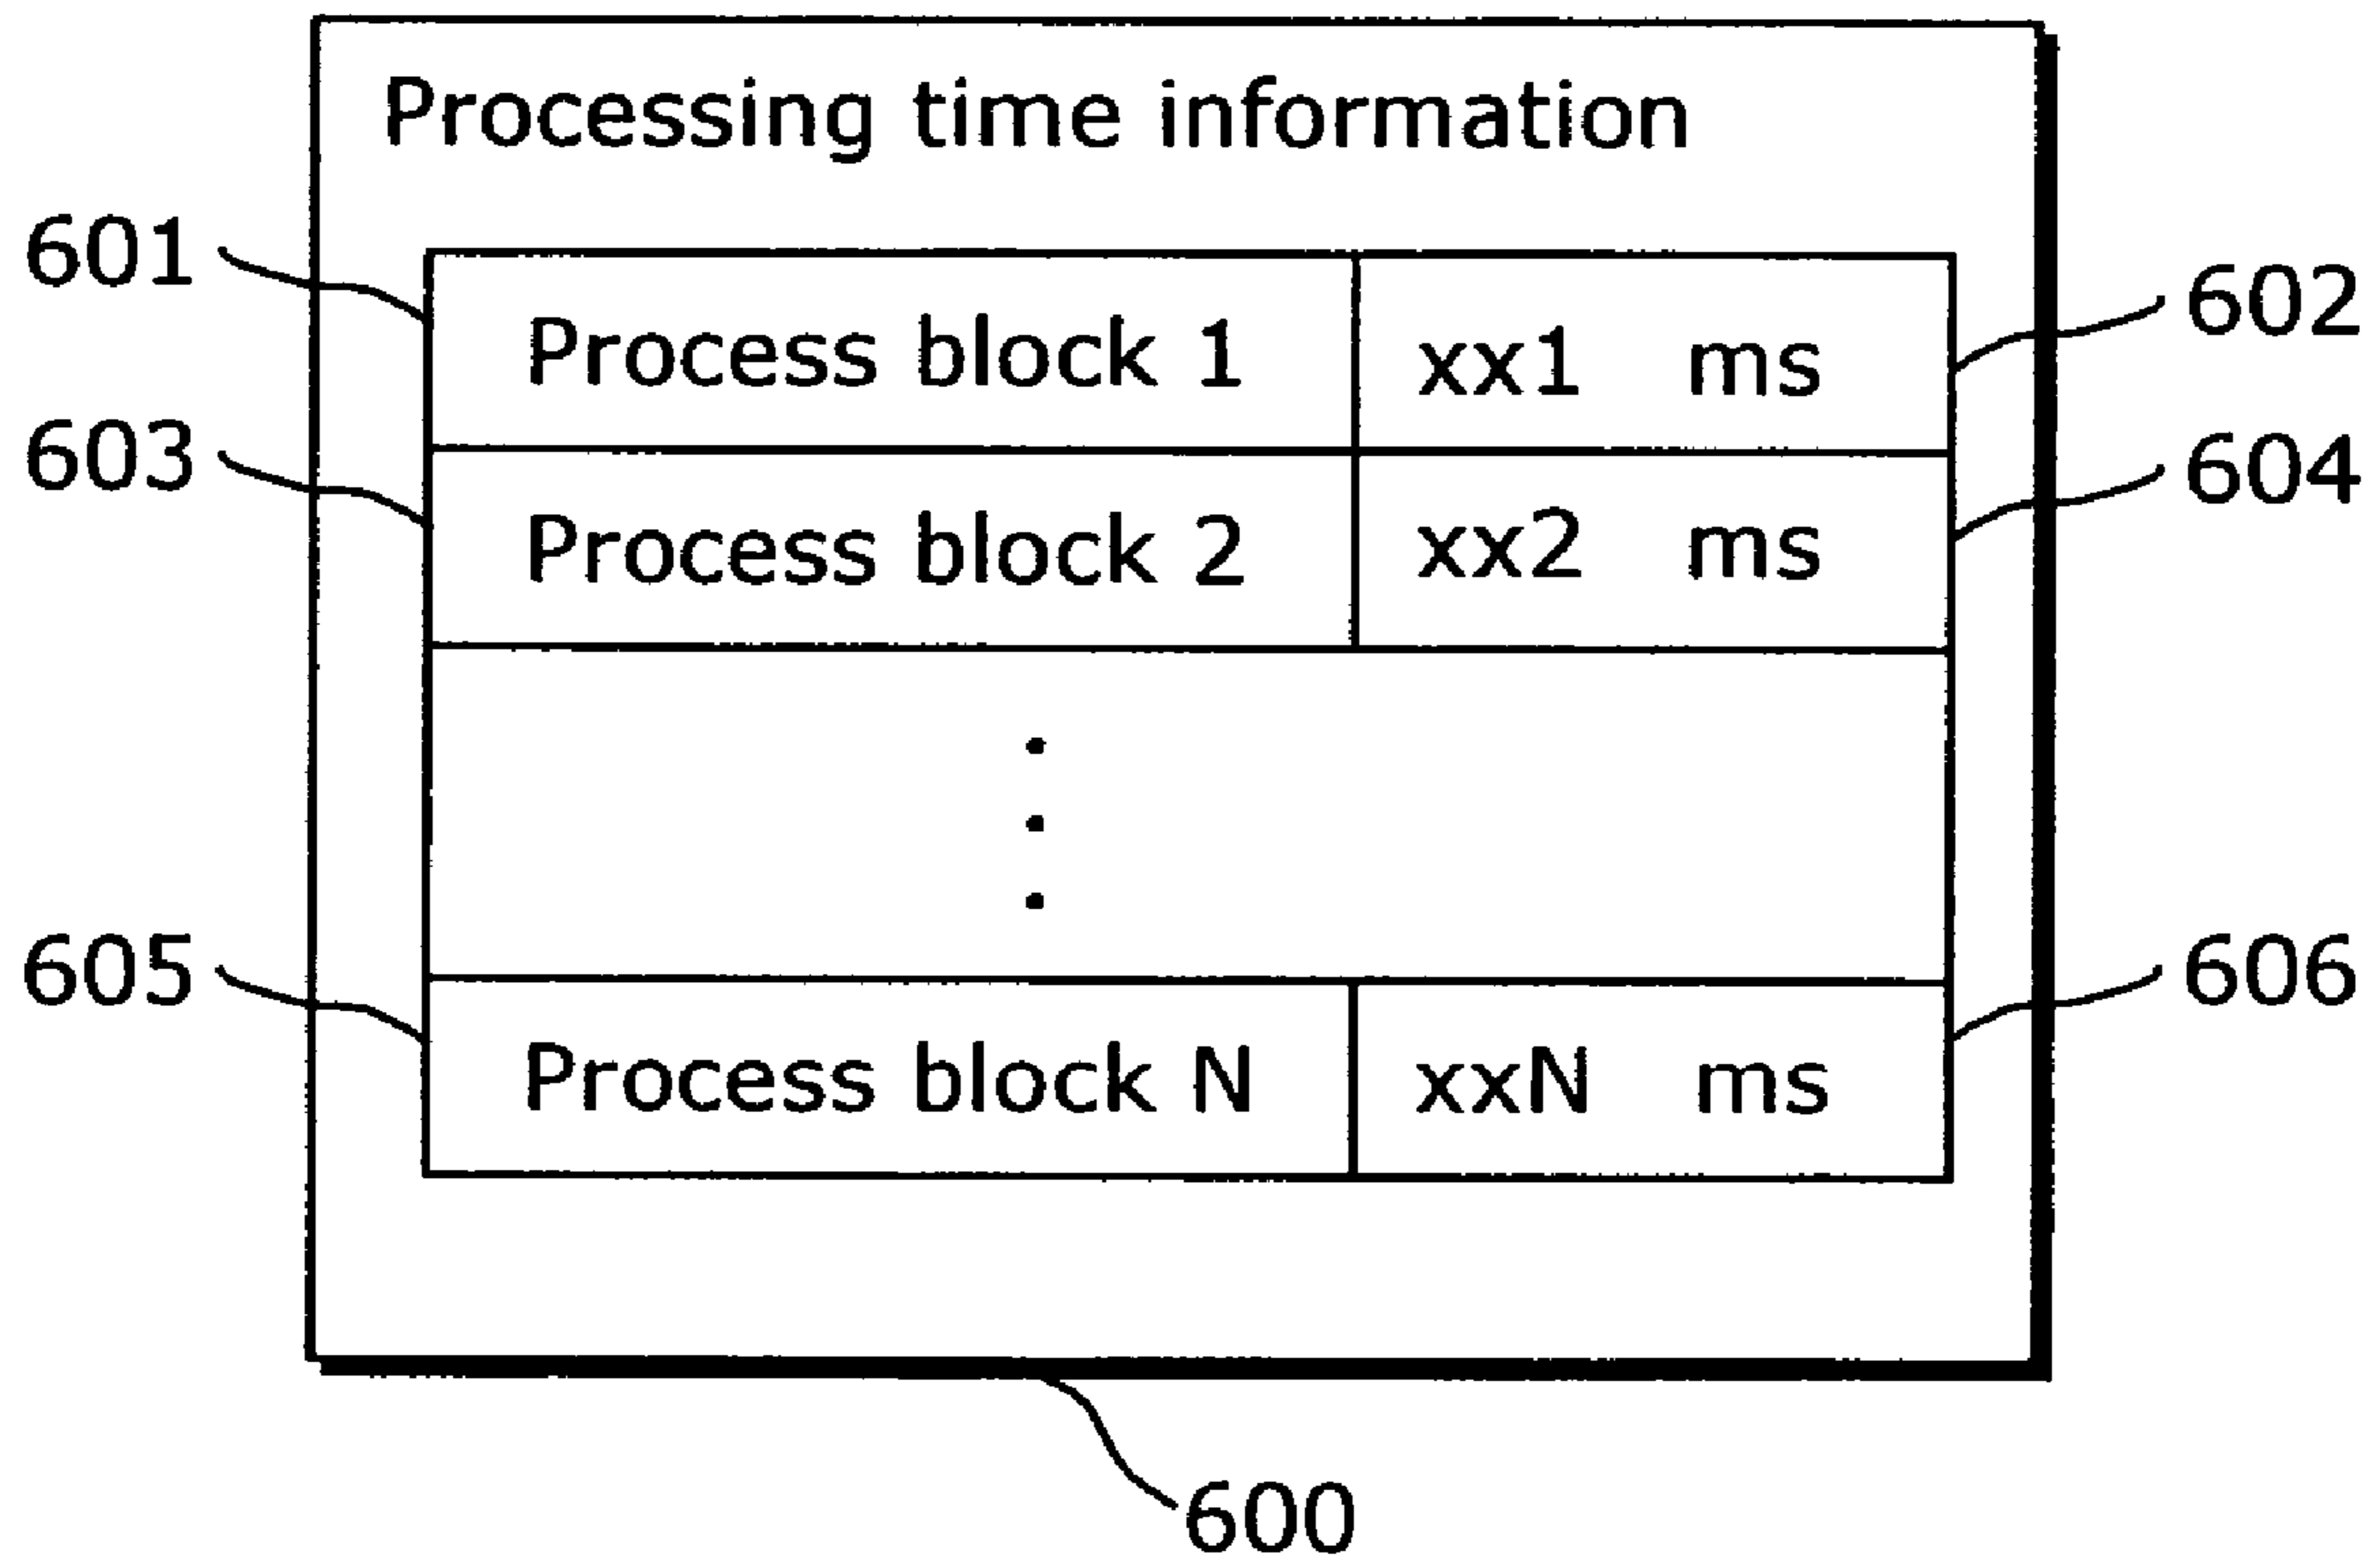 Processing time information
601
602
Process block 1 xx1 ms
603
604
Process block 2 xx2 ms
605
606
Process block N xxN ms
600